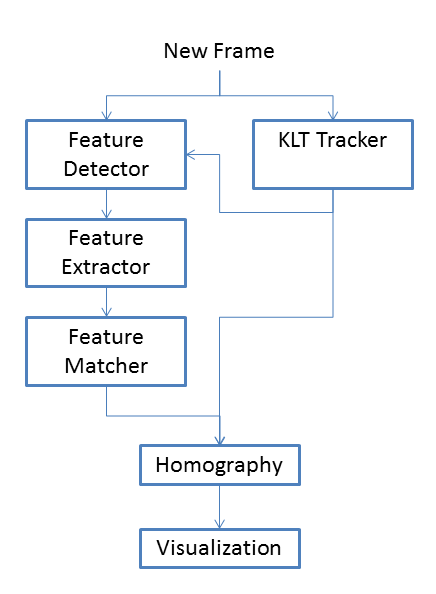 New Frame
Feature
Detector
KLT Tracker
Feature
Extractor
Feature
Matcher
Homography
Visualization